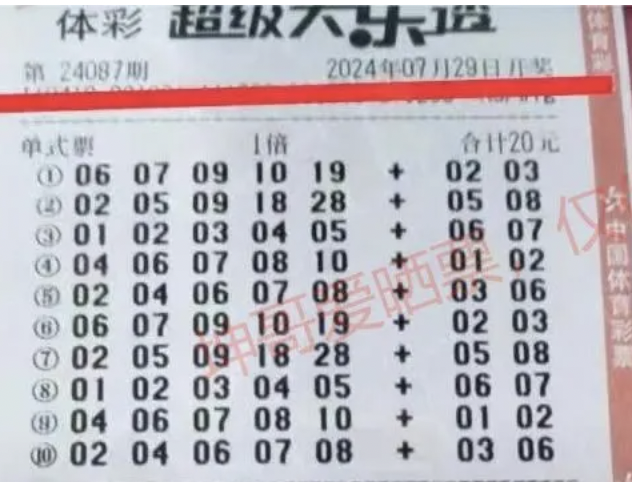 体彩 超级大乐透
第 24087期 2024年07月29日开奖
单式票 1倍 合计20元
① 06 07 09 10 19 + 02 03
② 02 05 09 18 28 + 05 08
③ 01 02 03 04 05 + 06 07
④ 04 06 07 08 10 + 01 02
⑤ 02 04 06 07 08 + 03 06
⑥ 06 07 09 10 19 + 02 03
⑦ 02 05 09 18 28 + 05 08
⑧ 01 02 03 04 05 + 06 07
⑨ 04 06 07 08 10 + 01 02
⑩ 02 04 06 07 08 + 03 06
坤哥爱晒票，仅
体育彩
中国体育彩票